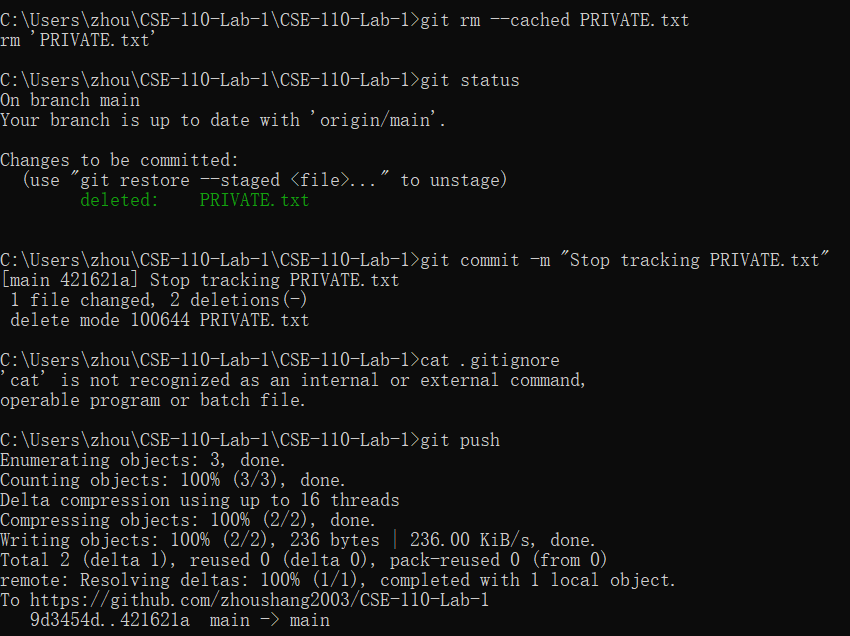 C:\Users\zhou\CSE-110-Lab-1\CSE-110-Lab-1>git rm --cached PRIVATE.txt
rm 'PRIVATE.txt'
C:\Users\zhou\CSE-110-Lab-1\CSE-110-Lab-1>git status
On branch main
Your branch is up to date with 'origin/main'.
Changes to be committed:
  (use "git restore --staged <file>..." to unstage)
        deleted:    PRIVATE.txt
C:\Users\zhou\CSE-110-Lab-1\CSE-110-Lab-1>git commit -m "Stop tracking PRIVATE.txt"
[main 421621a] Stop tracking PRIVATE.txt
 1 file changed, 2 deletions(-)
 delete mode 100644 PRIVATE.txt
C:\Users\zhou\CSE-110-Lab-1\CSE-110-Lab-1>cat .gitignore
'cat' is not recognized as an internal or external command,
operable program or batch file.
C:\Users\zhou\CSE-110-Lab-1\CSE-110-Lab-1>git push
Enumerating objects: 3, done.
Counting objects: 100% (3/3), done.
Delta compression using up to 16 threads
Compressing objects: 100% (2/2), done.
Writing objects: 100% (2/2), 236 bytes | 236.00 KiB/s, done.
Total 2 (delta 1), reused 0 (delta 0), pack-reused 0 (from 0)
remote: Resolving deltas: 100% (1/1), completed with 1 local object.
To https://github.com/zhoushang2003/CSE-110-Lab-1
   9d3454d..421621a  main -> main